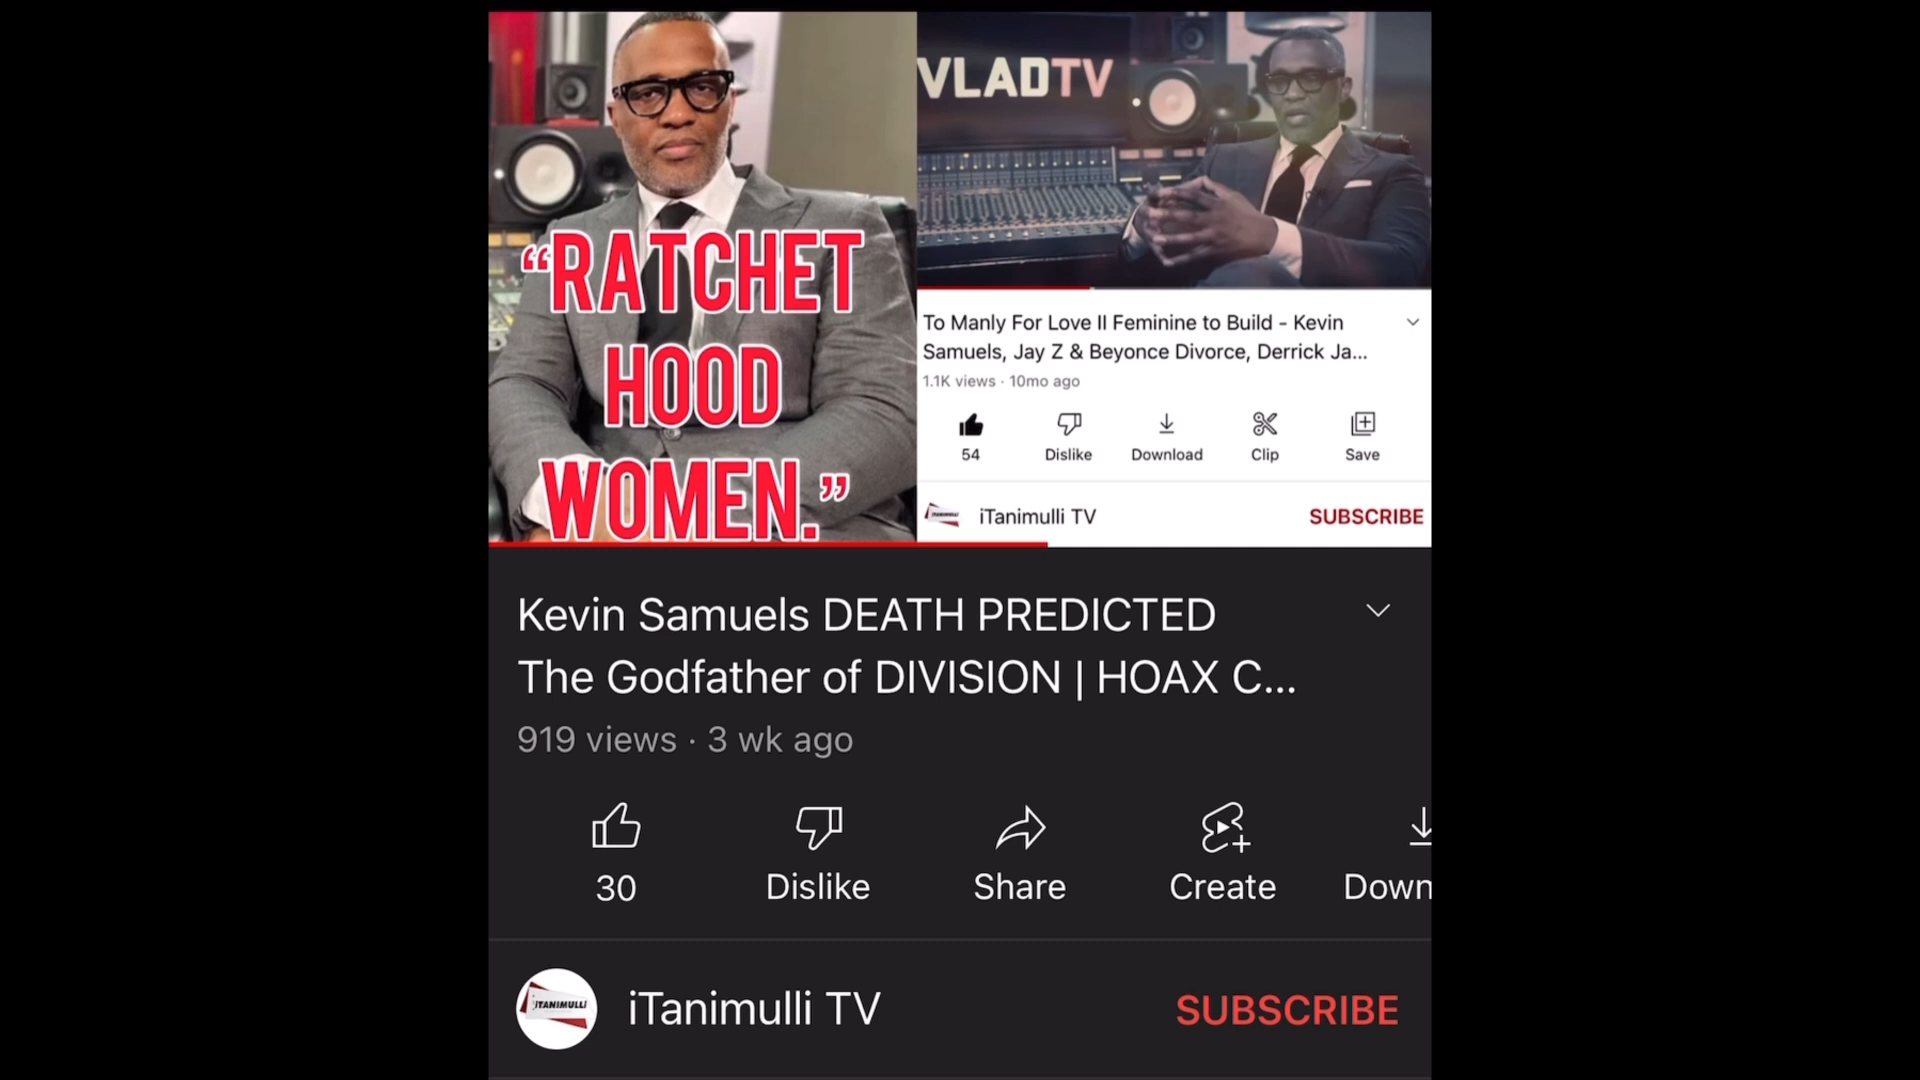 “RATCHET
HOOD
WOMEN.”
VLADTV
To Manly For Love II Feminine to Build - Kevin
Samuels, Jay Z & Beyonce Divorce, Derrick Ja...
1.1K views · 10mo ago
54
Dislike
Download
Clip
Save
iTANIMULLi
iTanimulli TV
SUBSCRIBE
Kevin Samuels DEATH PREDICTED
The Godfather of DIVISION | HOAX C...
919 views · 3 wk ago
30
Dislike
Share
Create
Down
iTANIMULLi
iTanimulli TV
SUBSCRIBE